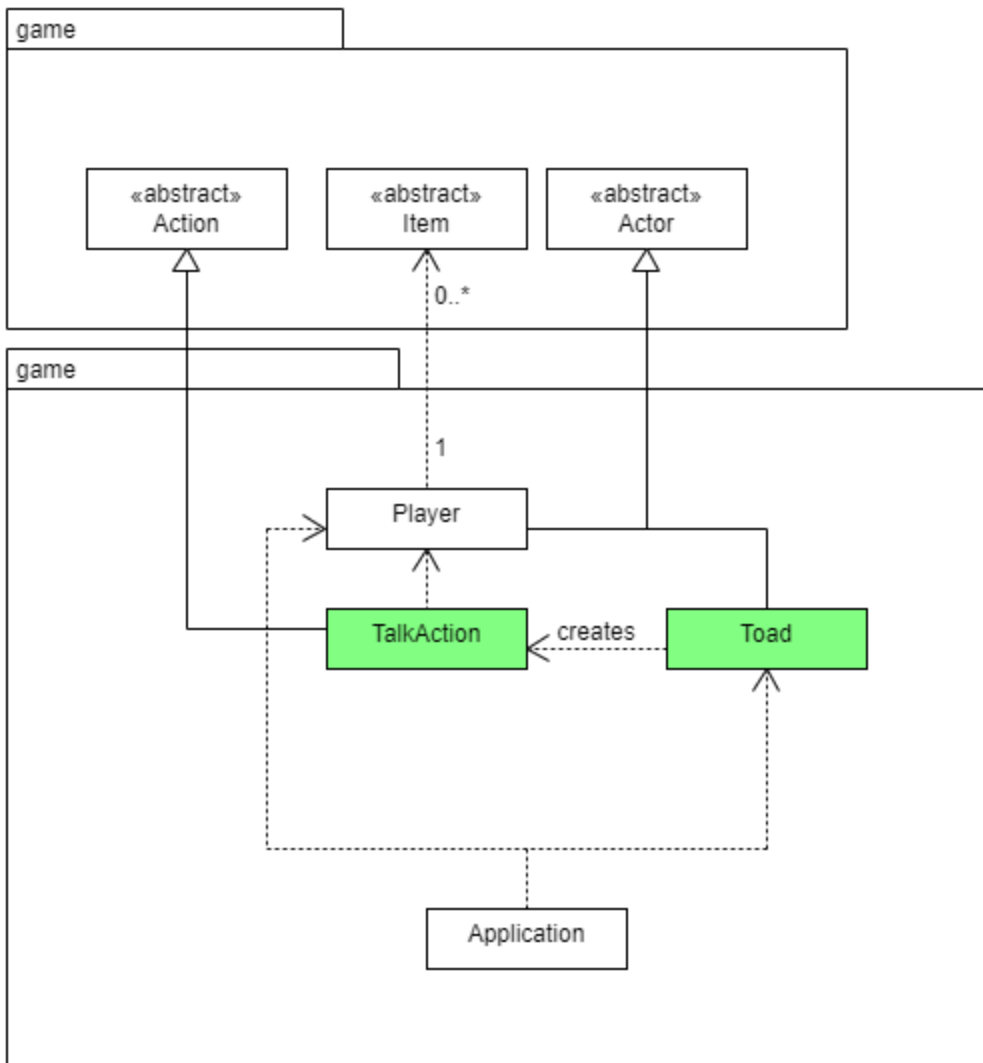 game
«abstract»
Action
«abstract»
Item
«abstract»
Actor
0..*
game
1
Player
TalkAction
creates
Toad
Application